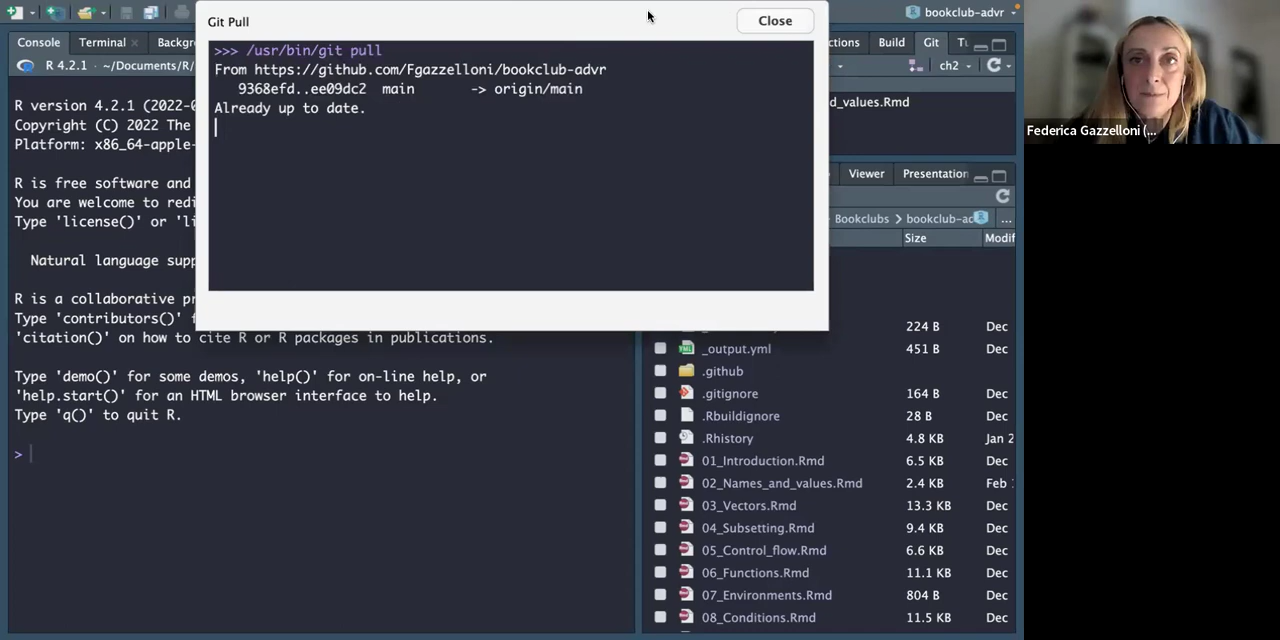 Git Pull
Close
bookclub-advr
Console
Terminal
Backgr
ctions
Build
Git
R 4.2.1 · ~/Documents/R/
ch2
>>> /usr/bin/git pull
From https://github.com/Fgazzelloni/bookclub-advr
9368efd..ee09dc2 main -> origin/main
Already up to date.
d_values.Rmd
Federica Gazzelloni (...
R version 4.2.1 (2022-0
Copyright (C) 2022 The
Platform: x86_64-apple-
R is free software and
You are welcome to redi
Type 'license()' or 'li
Natural language supp
R is a collaborative pr
Type 'contributors()' f
'citation()' on how to cite R or R packages in publications.
Type 'demo()' for some demos, 'help()' for on-line help, or
'help.start()' for an HTML browser interface to help.
Type 'q()' to quit R.
>
Viewer
Presentation
Bookclubs
bookclub-ad
...
Size
Modif
224 B Dec
_output.yml 451 B Dec
.github
.gitignore 164 B Dec
.Rbuildignore 28 B Dec
.Rhistory 4.8 KB Jan 2
01_Introduction.Rmd 6.5 KB Dec
02_Names_and_values.Rmd 2.4 KB Feb
03_Vectors.Rmd 13.3 KB Dec
04_Subsetting.Rmd 9.4 KB Dec
05_Control_flow.Rmd 6.6 KB Dec
06_Functions.Rmd 11.1 KB Dec
07_Environments.Rmd 804 B Dec
08_Conditions.Rmd 11.5 KB Dec